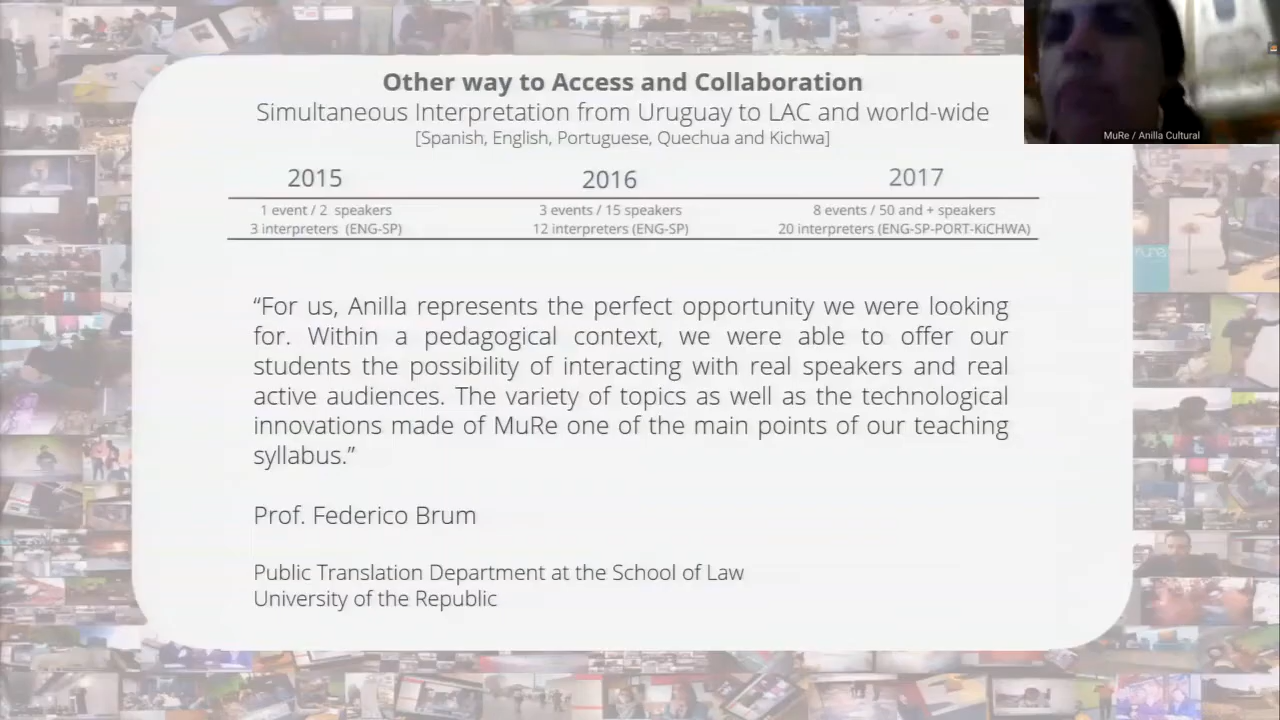 Other way to Access and Collaboration
Simultaneous Interpretation from Uruguay to LAC and world-wide
[Spanish, English, Portuguese, Quechua and Kichwa]
MuRe / Anilla Cultural
2015 2016 2017
1 event / 2 speakers 3 events / 15 speakers 8 events / 50 and + speakers
3 interpreters (ENG-SP) 12 interpreters (ENG-SP) 20 interpreters (ENG-SP-PORT-KiCHWA)
“For us, Anilla represents the perfect opportunity we were looking
for. Within a pedagogical context, we were able to offer our
students the possibility of interacting with real speakers and real
active audiences. The variety of topics as well as the technological
innovations made of MuRe one of the main points of our teaching
syllabus.”
Prof. Federico Brum
Public Translation Department at the School of Law
University of the Republic